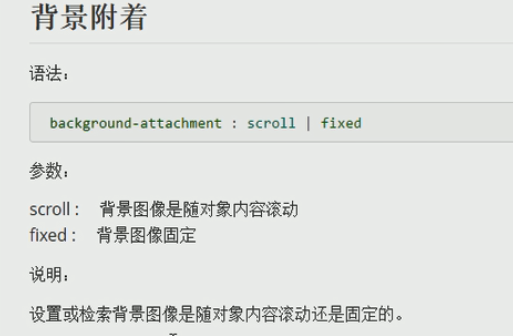 背景附着
语法：
background-attachment : scroll | fixed
参数：
scroll : 背景图像是随对象内容滚动
fixed : 背景图像固定
说明：
设置或检索背景图像是随对象内容滚动还是固定的。